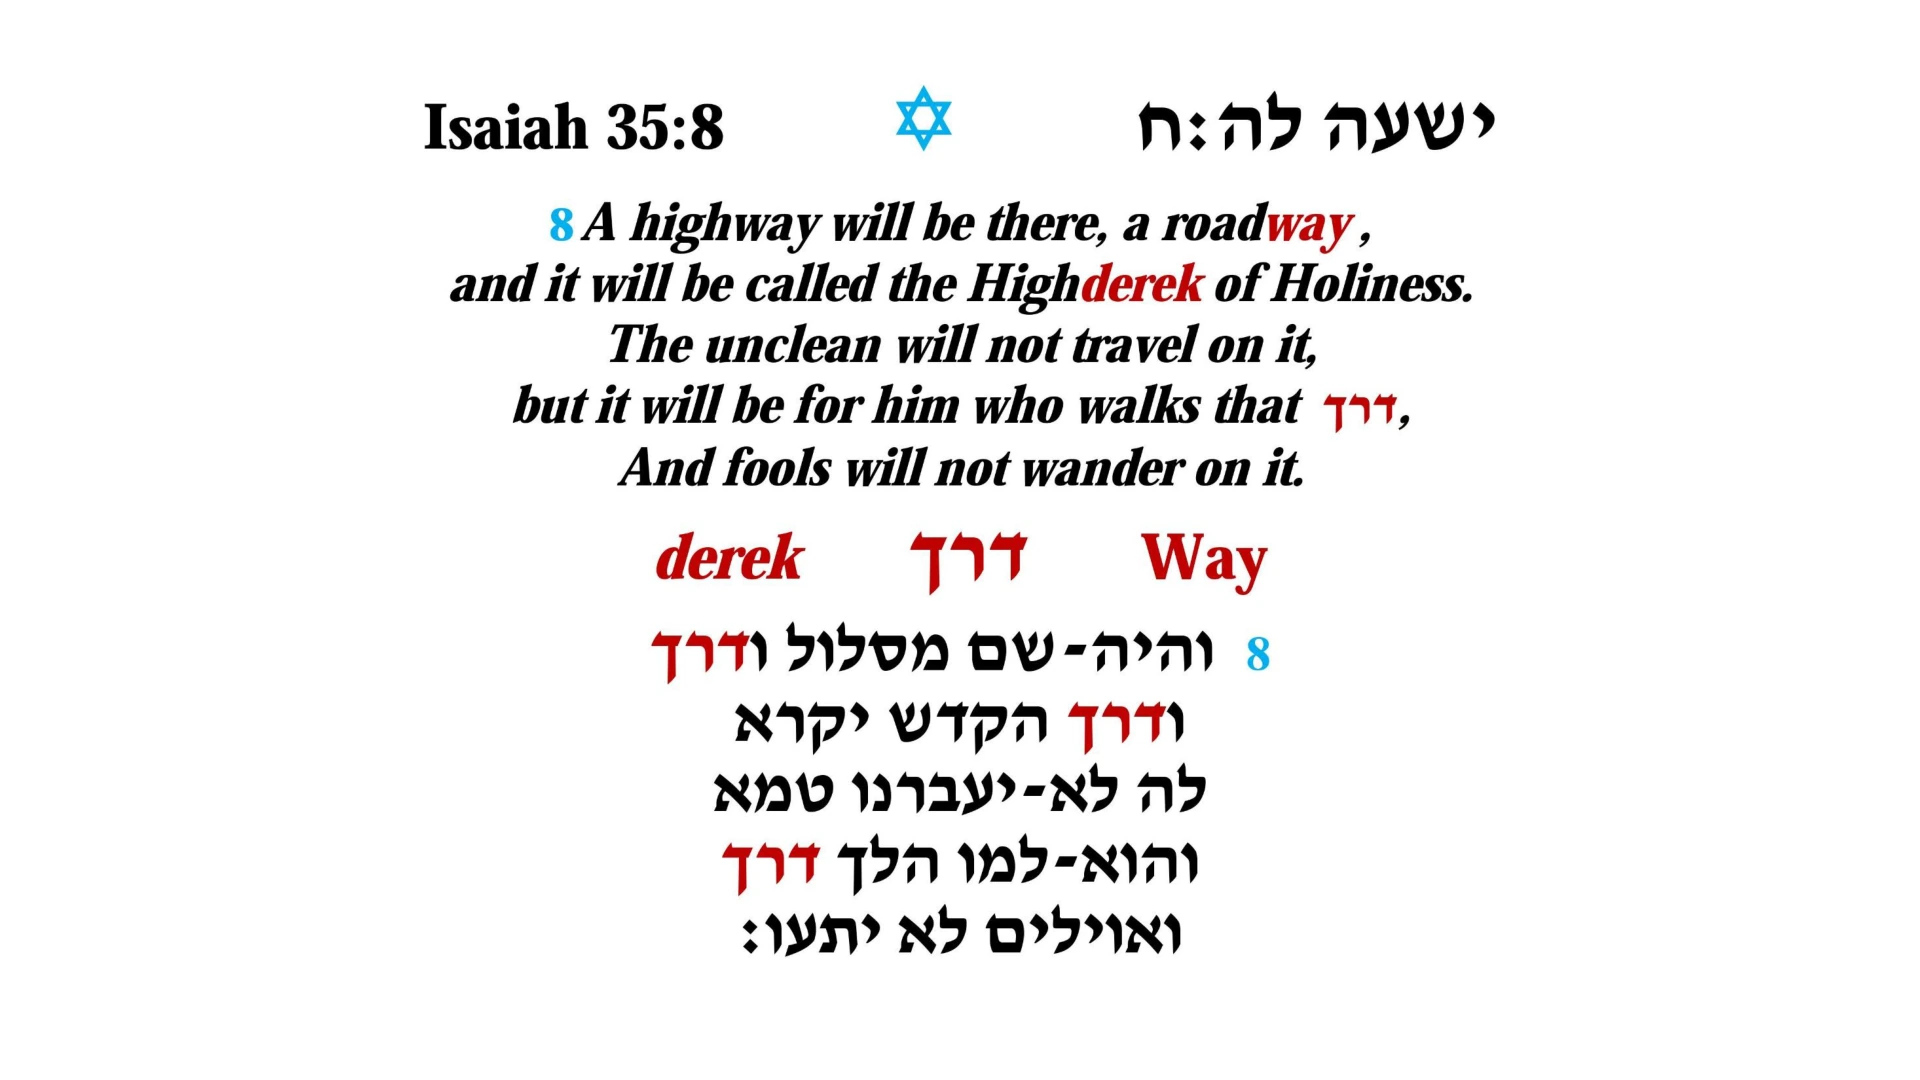 Isaiah 35:8 ✡ ישעה לה:ח
8 A highway will be there, a roadway ,
and it will be called the Highderek of Holiness.
The unclean will not travel on it,
but it will be for him who walks that דרך,
And fools will not wander on it.
derek דרך Way
8 והיה-שם מסלול ודרך
ודרך הקדש יקרא
לה לא-יעברנו טמא
והוא-למו הלך דרך
ואוילים לא יתעו: